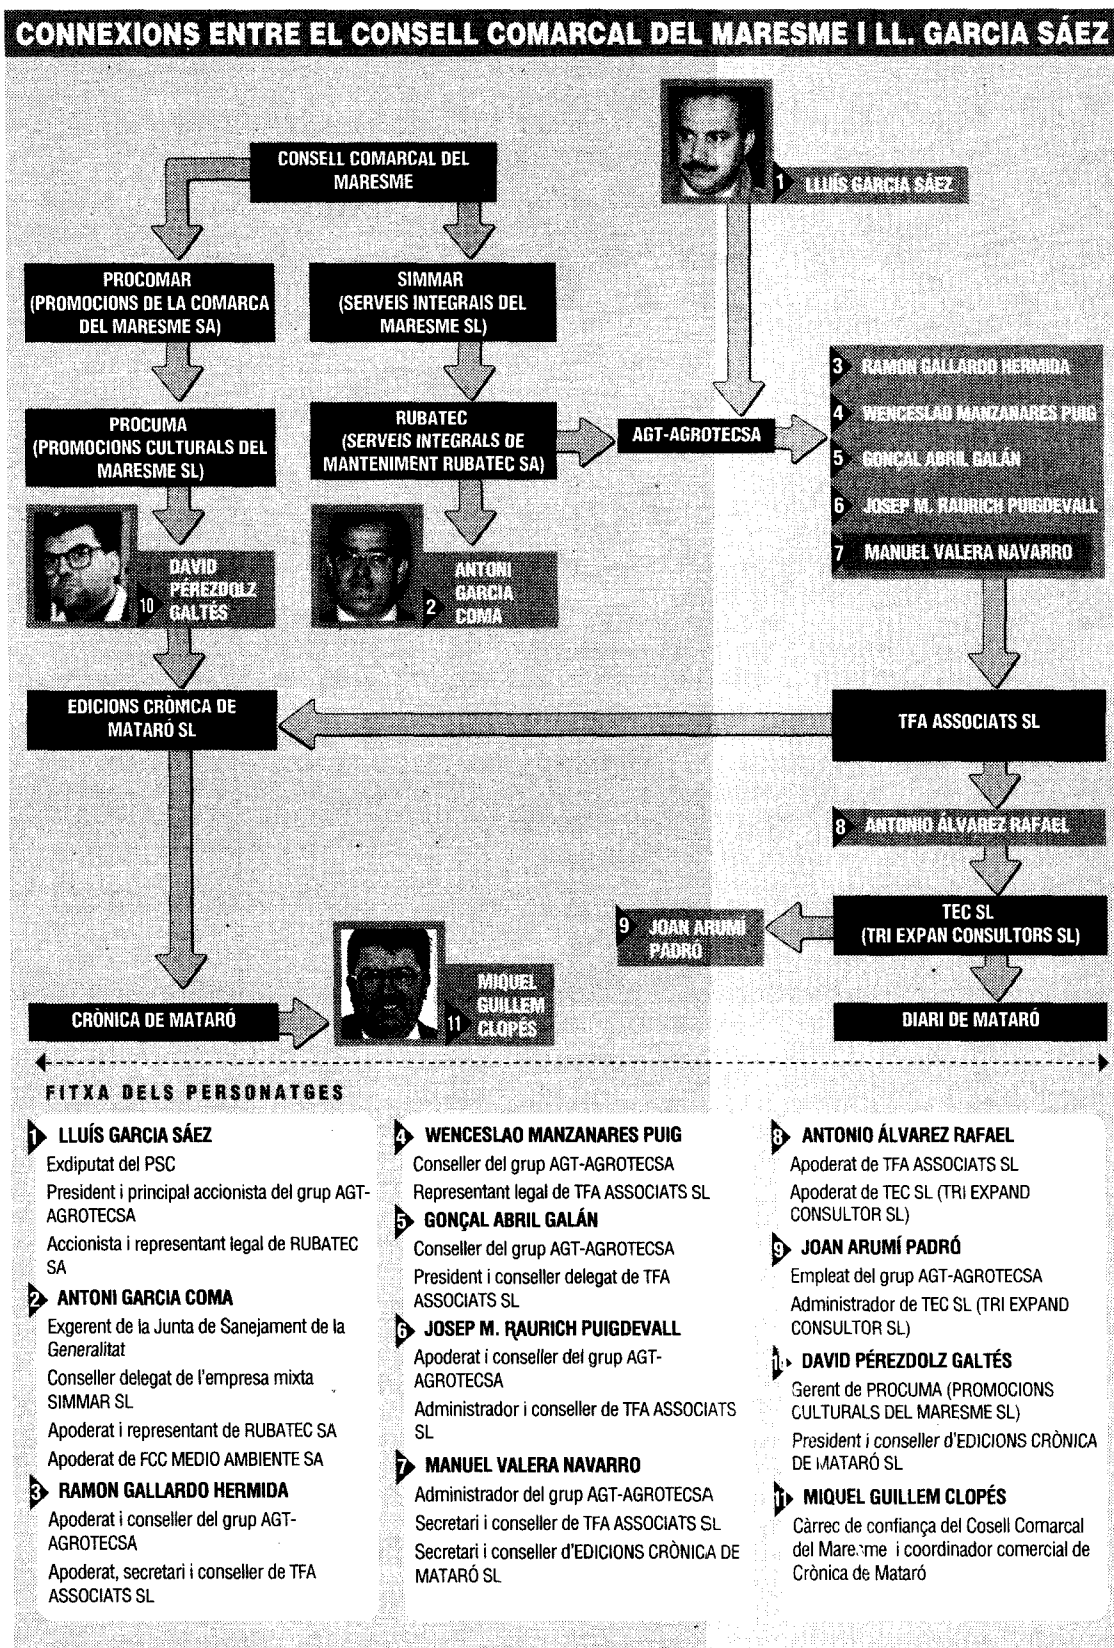 CONNEXIONS ENTRE EL CONSELL COMARCAL DEL MARESME I LL. GARCIA SÁEZ
CONSELL COMARCAL DEL
MARESME
1 LLUÍS GARCIA SÁEZ
PROCOMAR
(PROMOCIONS DE LA COMARCA
DEL MARESME SA)
SIMMAR
(SERVEIS INTEGRAIS DEL
MARESME SL)
PROCUMA
(PROMOCIONS CULTURALS DEL
MARESME SL)
RUBATEC
(SERVEIS INTEGRALS DE
MANTENIMENT RUBATEC SA)
AGT-AGROTECSA
3 RAMON GALLARDO HERMIDA
4 WENCESLAO MANZANARES PUIG
5 GONÇAL ABRIL GALÁN
6 JOSEP M. RAURICH PUIGDEVALL
7 MANUEL VALERA NAVARRO
10 DAVID
PÉREZDOLZ
GALTÉS
2 ANTONI
GARCIA
COMA
EDICIONS CRÒNICA DE
MATARÓ SL
TFA ASSOCIATS SL
8 ANTONIO ÁLVAREZ RAFAEL
9 JOAN ARUMÍ
PADRÓ
TEC SL
(TRI EXPAN CONSULTORS SL)
CRÒNICA DE MATARÓ
11 MIQUEL
GUILLEM
CLOPÉS
DIARI DE MATARÓ
FITXA DELS PERSONATGES
1 LLUÍS GARCIA SÁEZ
Exdiputat del PSC
President i principal accionista del grup AGT-
AGROTECSA
Accionista i representant legal de RUBATEC
SA
2 ANTONI GARCIA COMA
Exgerent de la Junta de Sanejament de la
Generalitat
Conseller delegat de l'empresa mixta
SIMMAR SL
Apoderat i representant de RUBATEC SA
Apoderat de FCC MEDIO AMBIENTE SA
3 RAMON GALLARDO HERMIDA
Apoderat i conseller del grup AGT-
AGROTECSA
Apoderat, secretari i conseller de TFA
ASSOCIATS SL
4 WENCESLAO MANZANARES PUIG
Conseller del grup AGT-AGROTECSA
Representant legal de TFA ASSOCIATS SL
5 GONÇAL ABRIL GALÁN
Conseller del grup AGT-AGROTECSA
President i conseller delegat de TFA
ASSOCIATS SL
6 JOSEP M. RAURICH PUIGDEVALL
Apoderat i conseller del grup AGT-
AGROTECSA
Administrador i conseller de TFA ASSOCIATS
SL
7 MANUEL VALERA NAVARRO
Administrador del grup AGT-AGROTECSA
Secretari i conseller de TFA ASSOCIATS SL
Secretari i conseller d'EDICIONS CRÒNICA DE
MATARÓ SL
8 ANTONIO ÁLVAREZ RAFAEL
Apoderat de TFA ASSOCIATS SL
Apoderat de TEC SL (TRI EXPAND
CONSULTOR SL)
9 JOAN ARUMÍ PADRÓ
Empleat del grup AGT-AGROTECSA
Administrador de TEC SL (TRI EXPAND
CONSULTOR SL)
DAVID PÉREZDOLZ GALTÉS
Gerent de PROCUMA (PROMOCIONS
CULTURALS DEL MARESME SL)
President i conseller d'EDICIONS CRÒNICA
DE MATARÓ SL
11 MIQUEL GUILLEM CLOPÉS
Càrrec de confiança del Cosell Comarcal
del Maresme i coordinador comercial de
Crònica de Mataró